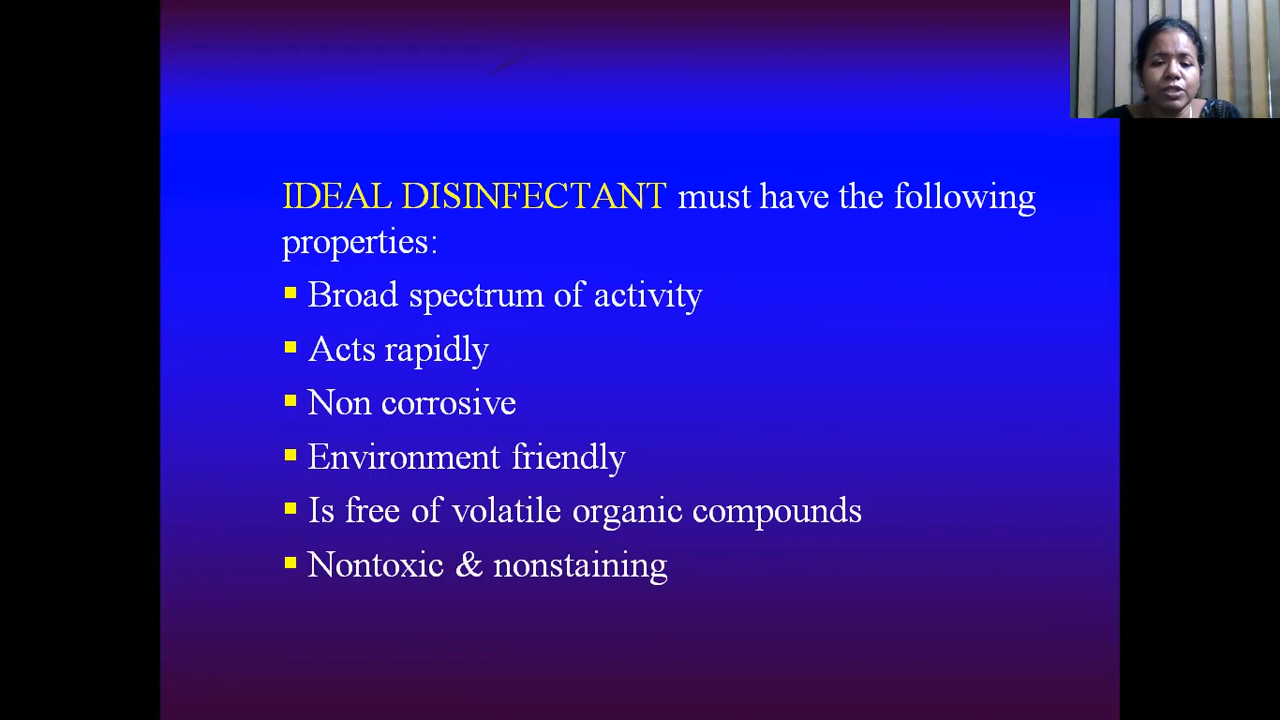 IDEAL DISINFECTANT must have the following
properties:
Broad spectrum of activity
Acts rapidly
Non corrosive
Environment friendly
Is free of volatile organic compounds
Nontoxic & nonstaining